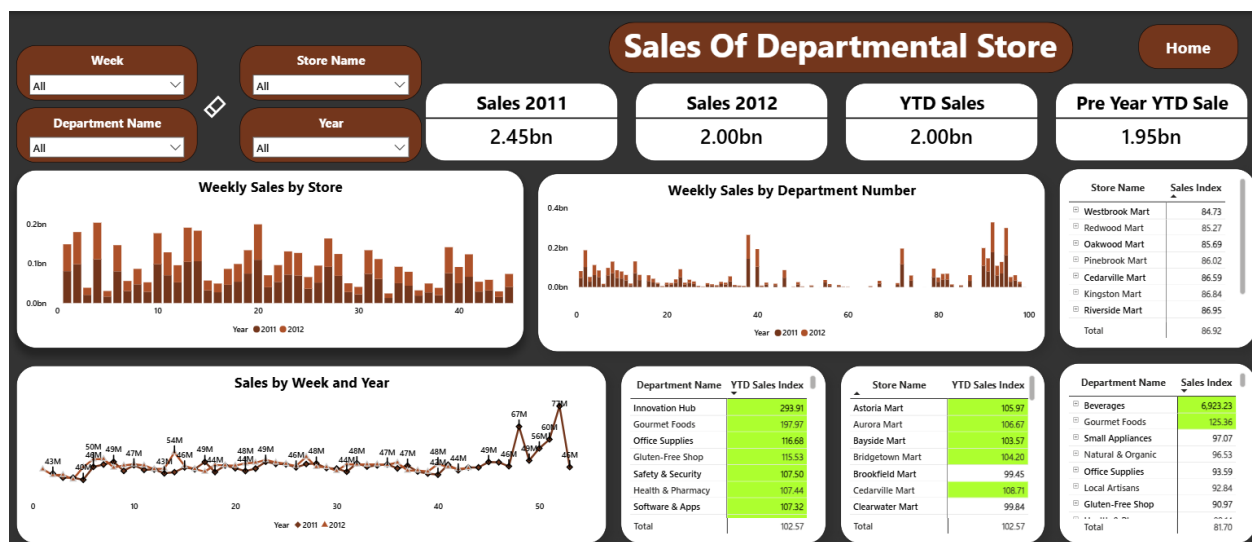 Sales Of Departmental Store
Home
Week
All
Store Name
All
Department Name
All
Year
All
Sales 2011
2.45bn
Sales 2012
2.00bn
YTD Sales
2.00bn
Pre Year YTD Sale
1.95bn
Weekly Sales by Store
0.2bn
0.1bn
0.0bn
0 10 20 30 40
Year 2011 2012
Weekly Sales by Department Number
0.4bn
0.2bn
0.0bn
0 20 40 60 80 100
Year 2011 2012
Store Name Sales Index
Westbrook Mart 84.73
Redwood Mart 85.27
Oakwood Mart 85.69
Pinebrook Mart 86.02
Cedarville Mart 86.59
Kingston Mart 86.84
Riverside Mart 86.95
Total 86.92
Sales by Week and Year
43M 50M 49M 47M 43M 54M 49M 44M 48M 44M 49M 46M 48M 44M 48M 47M 47M 48M 44M 49M 46M 67M 56M 60M 77M
0 10 20 30 40 50
Year 2011 2012
Department Name YTD Sales Index
Innovation Hub 293.91
Gourmet Foods 197.97
Office Supplies 116.68
Gluten-Free Shop 115.53
Safety & Security 107.50
Health & Pharmacy 107.44
Software & Apps 107.32
Total 102.57
Store Name YTD Sales Index
Astoria Mart 105.97
Aurora Mart 106.67
Bayside Mart 103.57
Bridgetown Mart 104.20
Brookfield Mart 99.45
Cedarville Mart 108.71
Clearwater Mart 99.84
Total 102.57
Department Name Sales Index
Beverages 6,923.23
Gourmet Foods 125.36
Small Appliances 97.07
Natural & Organic 96.53
Office Supplies 93.59
Local Artisans 92.84
Gluten-Free Shop 90.97
Total 81.70